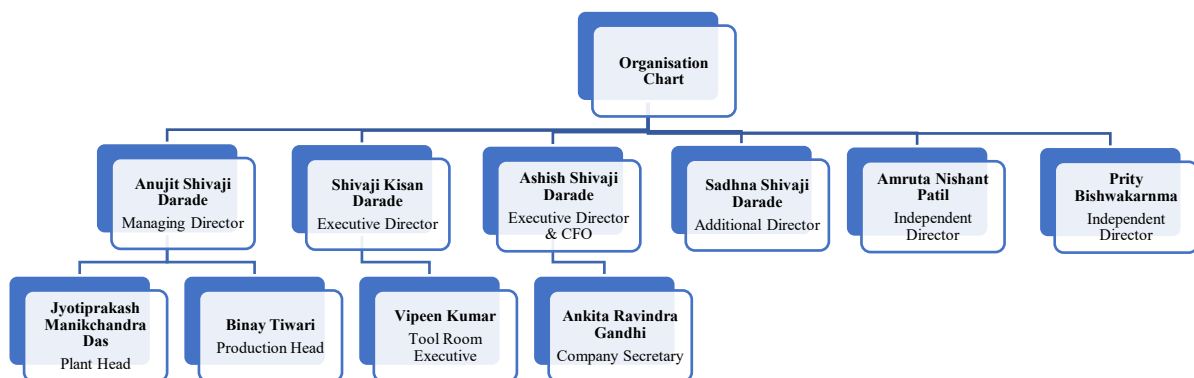 Organisation
Chart
Anujit Shivaji
Darade
Managing Director
Shivaji Kisan
Darade
Executive Director
Ashish Shivaji
Darade
Executive Director
& CFO
Sadhna Shivaji
Darade
Additional Director
Amruta Nishant
Patil
Independent
Director
Prity
Bishwakarnma
Independent
Director
Jyotiprakash
Manikchandra
Das
Plant Head
Binay Tiwari
Production Head
Vipeen Kumar
Tool Room
Executive
Ankita Ravindra
Gandhi
Company Secretary